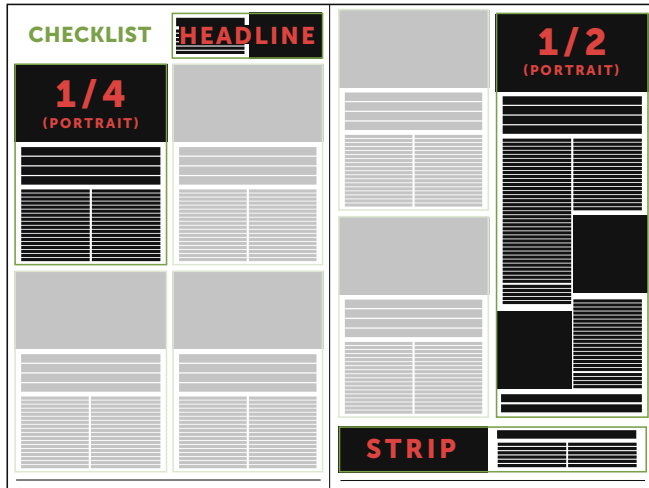 CHECKLIST
HEADLINE
1/4
(PORTRAIT)
1/2
(PORTRAIT)
STRIP